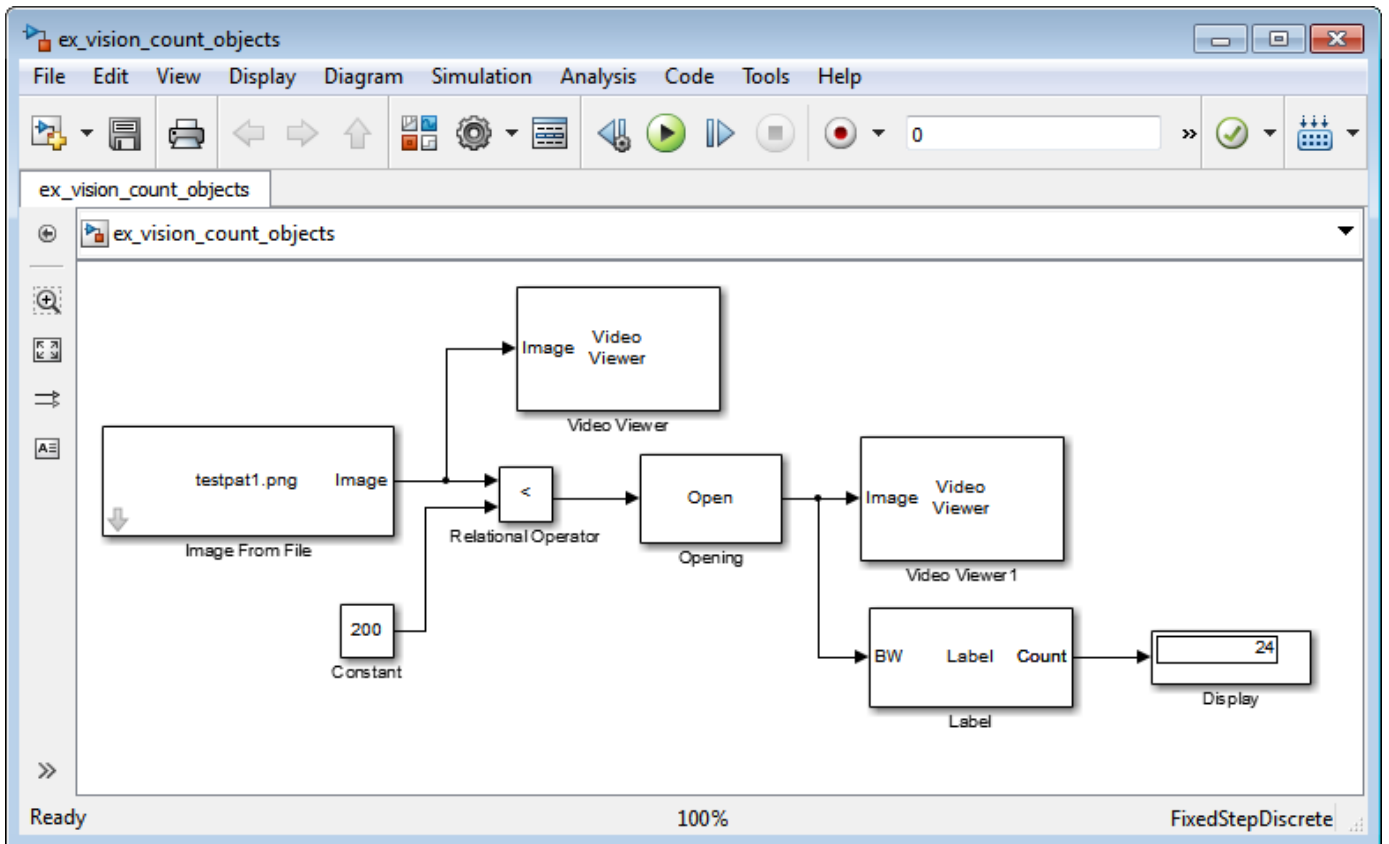 ex_vision_count_objects
File Edit View Display Diagram Simulation Analysis Code Tools Help
0
»
ex_vision_count_objects
ex_vision_count_objects
Image
Video
Viewer
Video Viewer
testpat1.png
Image
Image From File
<
Relational Operator
Open
Opening
Image
Video
Viewer
Video Viewer1
200
Constant
BW Label Count
Label
24
Display
A
»
Ready 100% FixedStepDiscrete